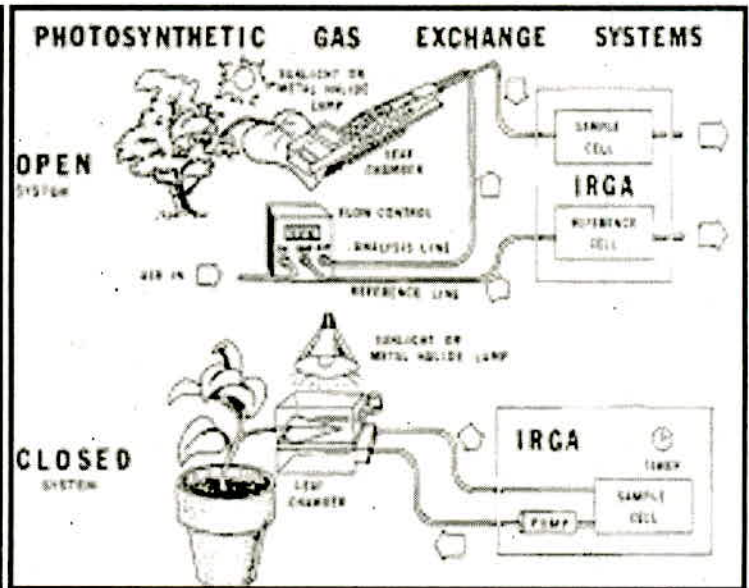 PHOTOSYNTHETIC GAS EXCHANGE SYSTEMS
SUNLIGHT OR
METAL HALIDE
LAMP
OPEN
SYSTEM
LEAF
CHAMBER
SAMPLE
CELL
IRGA
REFERENCE
CELL
FLOW CONTROL
ANALYSIS LINE
AIR IN
REFERENCE LINE
SUNLIGHT OR
METAL HALIDE LAMP
CLOSED
SYSTEM
LEAF
CHAMBER
IRGA
TIMER
SAMPLE
CELL
PUMP